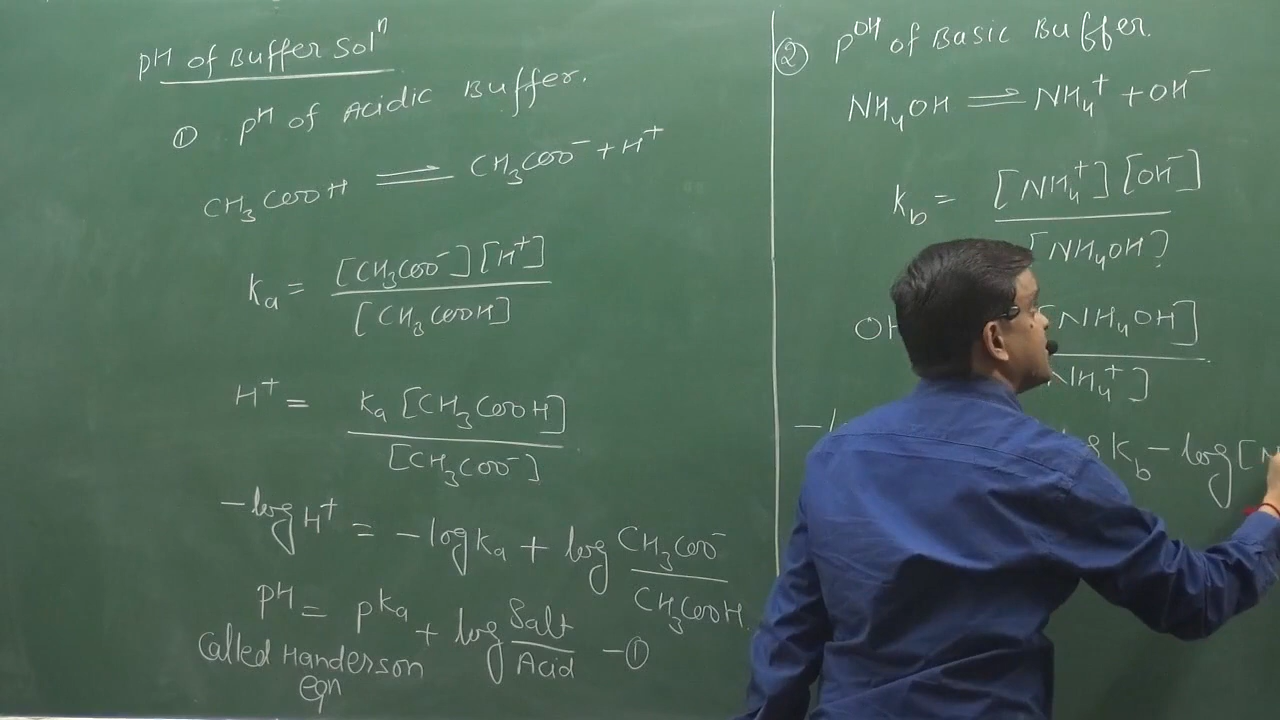 pH of Buffer Solⁿ
① pH of Acidic Buffer.
CH₃COOH ⇌ CH₃COO⁻ + H⁺
Ka = [CH₃COO⁻][H⁺] / [CH₃COOH]
H⁺ = Ka [CH₃COOH] / [CH₃COO⁻]
-log H⁺ = -log Ka + log CH₃COO⁻ / CH₃COOH
pH = pKa + log Salt / Acid -①
Called Handerson
eqn
② pOH of Basic Buffer.
NH₄OH ⇌ NH₄⁺ + OH⁻
Kb = [NH₄⁺][OH⁻] / [NH₄OH]
OH [NH₄OH] / NH₄⁺]
- Kb - log [N